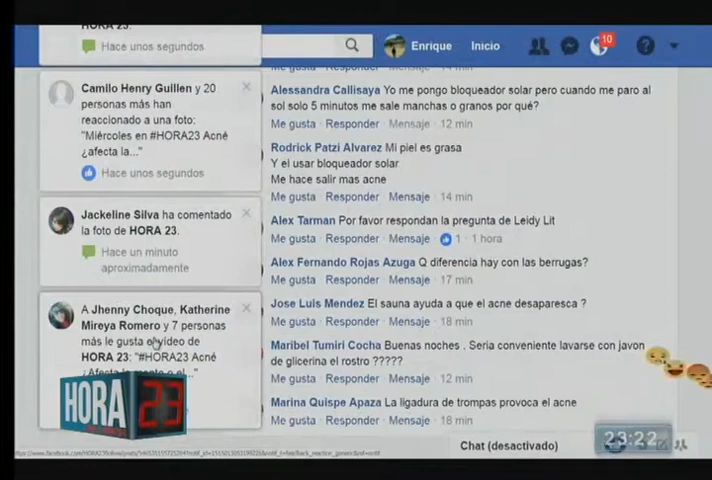 HORA 23.
Hace unos segundos
Camilo Henry Guillen y 20
personas más han
reaccionado a una foto:
"Miércoles en #HORA23 Acné
¿afecta la..."
Hace unos segundos
Jackeline Silva ha comentado
la foto de HORA 23.
Hace un minuto
aproximadamente
A Jhenny Choque, Katherine
Mireya Romero y 7 personas
más le gusta el vídeo de
HORA 23: "#HORA23 Acné
HORA 23
Enrique Inicio
10
Me gusta · Responder
Alessandra Callisaya Yo me pongo bloqueador solar pero cuando me paro al
sol solo 5 minutos me sale manchas o granos por qué?
Me gusta · Responder · Mensaje · 12 min
Rodrick Patzi Alvarez Mi piel es grasa
Y el usar bloqueador solar
Me hace salir mas acne
Me gusta · Responder · Mensaje · 14 min
Alex Tarman Por favor respondan la pregunta de Leidy Lit
Me gusta · Responder · Mensaje · 1 · 1 hora
Alex Fernando Rojas Azuga Q diferencia hay con las berrugas?
Me gusta · Responder · Mensaje · 17 min
Jose Luis Mendez El sauna ayuda a que el acne desaparesca ?
Me gusta · Responder · Mensaje · 18 min
Maribel Tumiri Cocha Buenas noches . Seria conveniente lavarse con javon
de glicerina el rostro ?????
Me gusta · Responder · Mensaje · 12 min
Marina Quispe Apaza La ligadura de trompas provoca el acne
Me gusta · Responder · Mensaje · 18 min
Chat (desactivado)
23:22